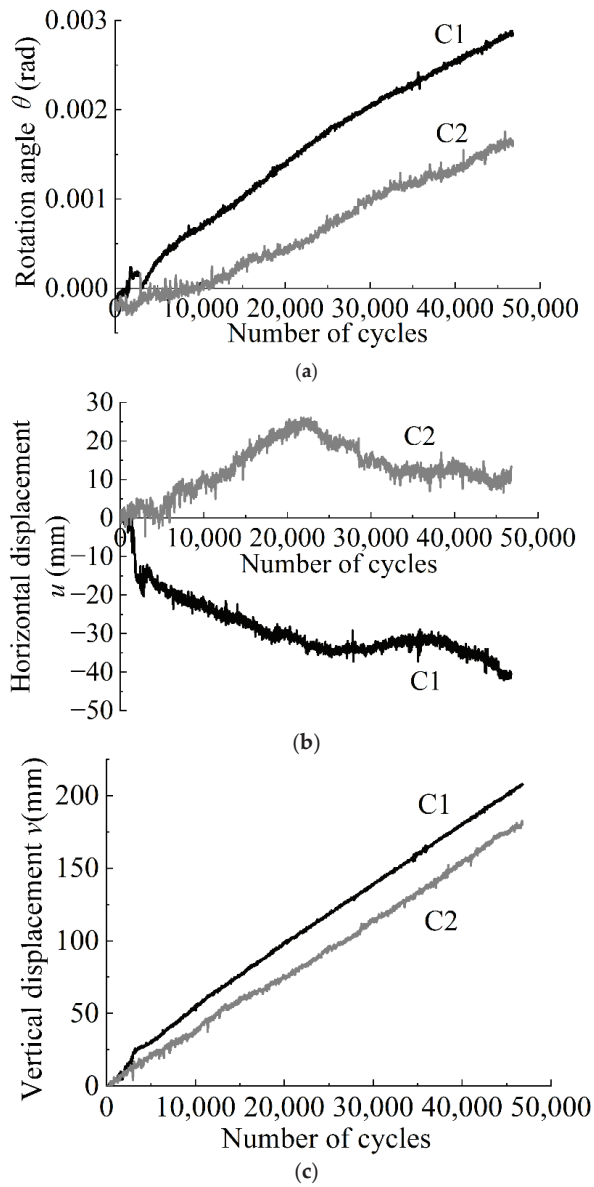 0.003
C1
0.002
C2
0.001
0.000
Rotation angle θ (rad)
10,000 20,000 30,000 40,000 50,000
Number of cycles
(a)
30
20
C2
10
0
10,000 20,000 30,000 40,000 50,000
Number of cycles
−10
−20
−30
C1
−40
−50
Horizontal displacement
u (mm)
(b)
200
C1
150
C2
100
50
0
Vertical displacement v(mm)
0 10,000 20,000 30,000 40,000 50,000
Number of cycles
(c)